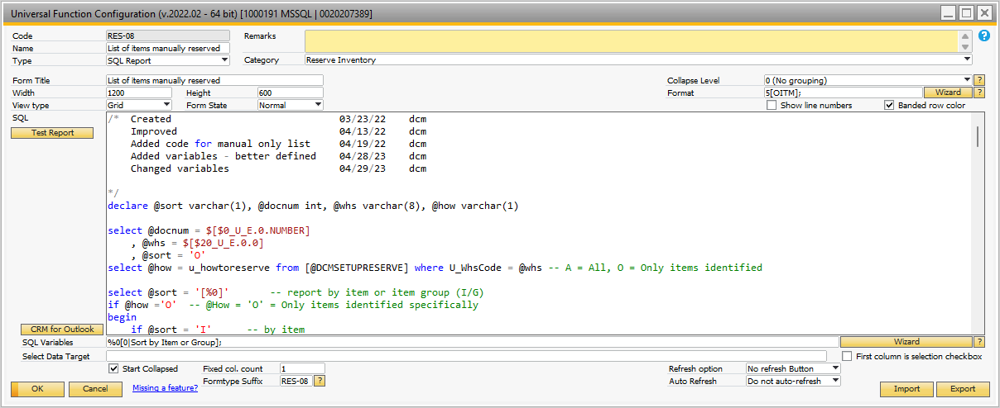 Universal Function Configuration (v.2022.02 - 64 bit) [1000191 MSSQL | 0020207389]
Code RES-08 Remarks ?
Name List of items manually reserved
Type SQL Report Category Reserve Inventory
Form Title List of items manually reserved Collapse Level 0 (No grouping) ?
Width 1200 Height 600 Format 5[OITM]; Wizard ?
View type Grid Form State Normal Show line numbers Banded row color
SQL
Test Report
/* Created 03/23/22 dcm
Improved 04/13/22 dcm
Added code for manual only list 04/19/22 dcm
Added variables - better defined 04/28/23 dcm
Changed variables 04/29/23 dcm
*/
declare @sort varchar(1), @docnum int, @whs varchar(8), @how varchar(1)
select @docnum = $[$0_U_E.0.NUMBER]
, @whs = $[$20_U_E.0.0]
, @sort = 'O'
select @how = u_howtoreserve from [@DCMSETUPRESERVE] where U_WhsCode = @whs -- A = All, O = Only items identified
select @sort = '[%0]' -- report by item or item group (I/G)
if @how ='O' -- @How = 'O' = Only items identified specifically
begin
if @sort = 'I' -- by item
CRM for Outlook
SQL Variables %0[0|Sort by Item or Group]; Wizard ?
Select Data Target First column is selection checkbox
Start Collapsed Fixed col. count 1 Refresh option No refresh Button
Formtype Suffix RES-08 ? Auto Refresh Do not auto-refresh
OK Cancel Missing a feature? Import Export